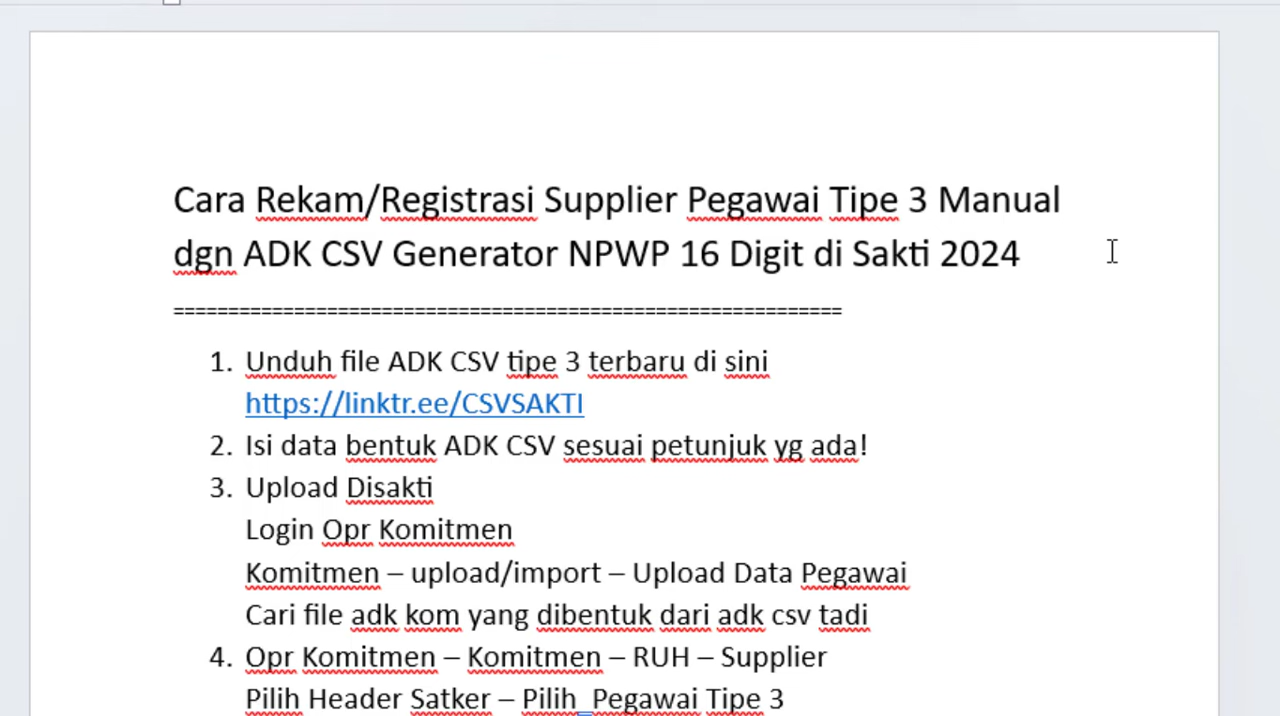 Cara Rekam/Registrasi Supplier Pegawai Tipe 3 Manual
dgn ADK CSV Generator NPWP 16 Digit di Sakti 2024
=============================================================
1. Unduh file ADK CSV tipe 3 terbaru di sini
https://linktr.ee/CSVSAKTI
2. Isi data bentuk ADK CSV sesuai petunjuk yg ada!
3. Upload Disakti
Login Opr Komitmen
Komitmen – upload/import – Upload Data Pegawai
Cari file adk kom yang dibentuk dari adk csv tadi
4. Opr Komitmen – Komitmen – RUH – Supplier
Pilih Header Satker – Pilih Pegawai Tipe 3